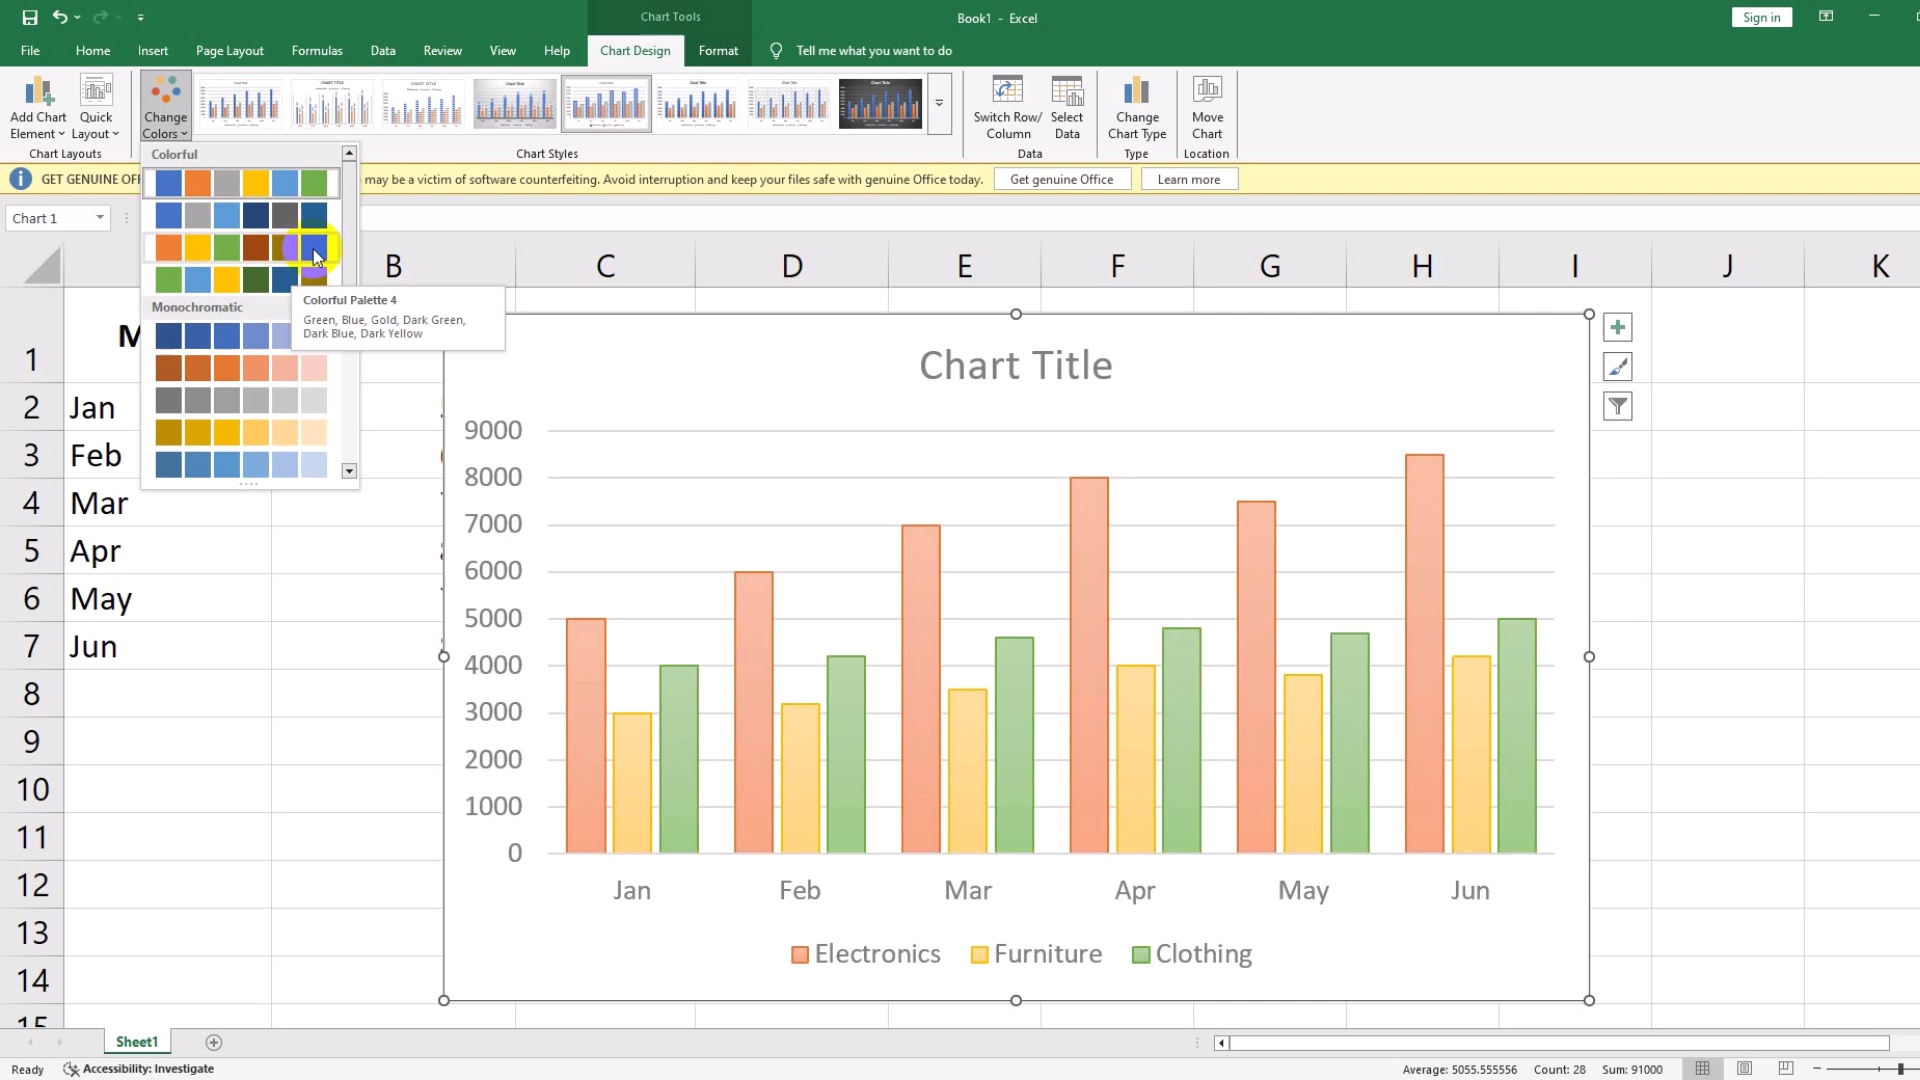 Chart Tools
Book1 - Excel
Sign in
File Home Insert Page Layout Formulas Data Review View Help Chart Design Format Tell me what you want to do
Add Chart Element
Quick Layout
Change Colors
Switch Row/ Column
Select Data
Change Chart Type
Move Chart
Chart Layouts
Chart Styles
Data
Type
Location
Colorful
GET GENUINE OF
may be a victim of software counterfeiting. Avoid interruption and keep your files safe with genuine Office today.
Get genuine Office
Learn more
Chart 1
B C D E F G H I J K
Monochromatic
Colorful Palette 4
Green, Blue, Gold, Dark Green,
Dark Blue, Dark Yellow
1 M
2 Jan
3 Feb
4 Mar
5 Apr
6 May
7 Jun
8
9
10
11
12
13
14
15
Chart Title
9000
8000
7000
6000
5000
4000
3000
2000
1000
0
Jan Feb Mar Apr May Jun
Electronics Furniture Clothing
Sheet1
Ready
Accessibility: Investigate
Average: 5055.555556 Count: 28 Sum: 91000